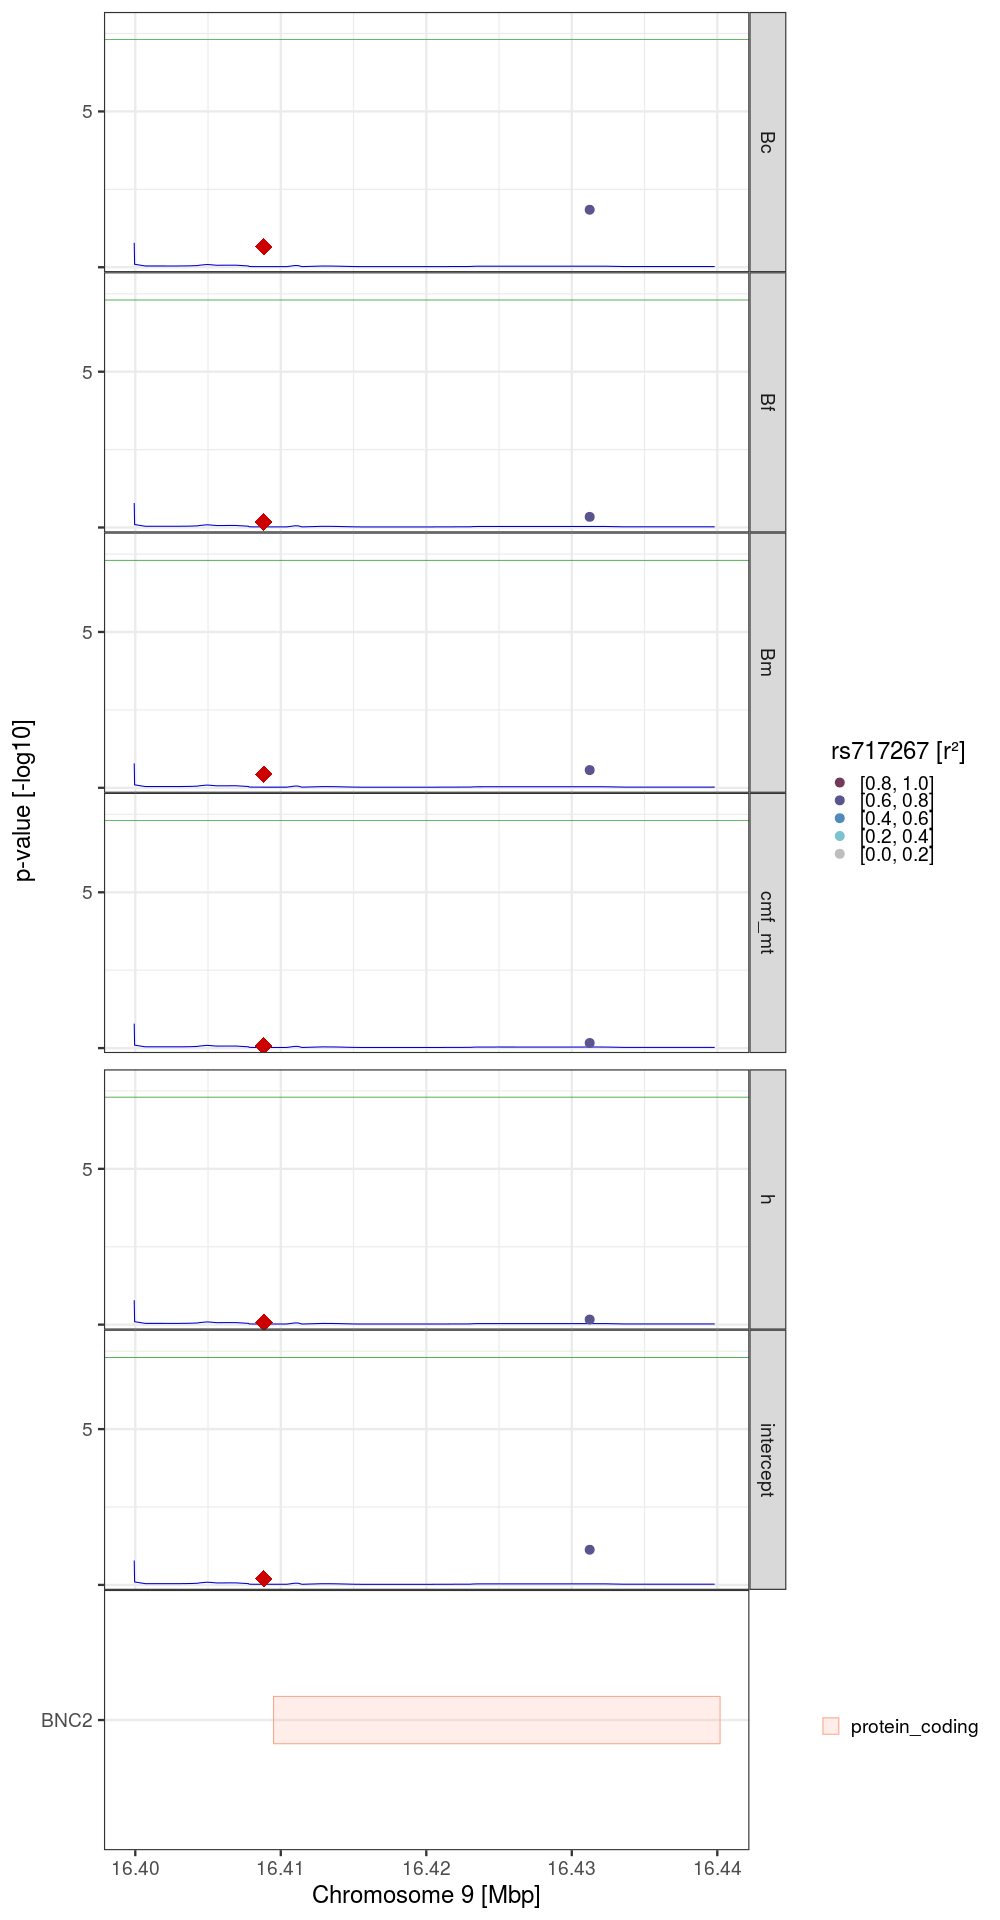 5
Bc
5
Bf
5
Bm
5
cmf_mt
5
h
5
intercept
p-value [-log10]
rs717267 [r²]
[0.8, 1.0]
[0.6, 0.8]
[0.4, 0.6]
[0.2, 0.4]
[0.0, 0.2]
BNC2
protein_coding
16.40 16.41 16.42 16.43 16.44
Chromosome 9 [Mbp]